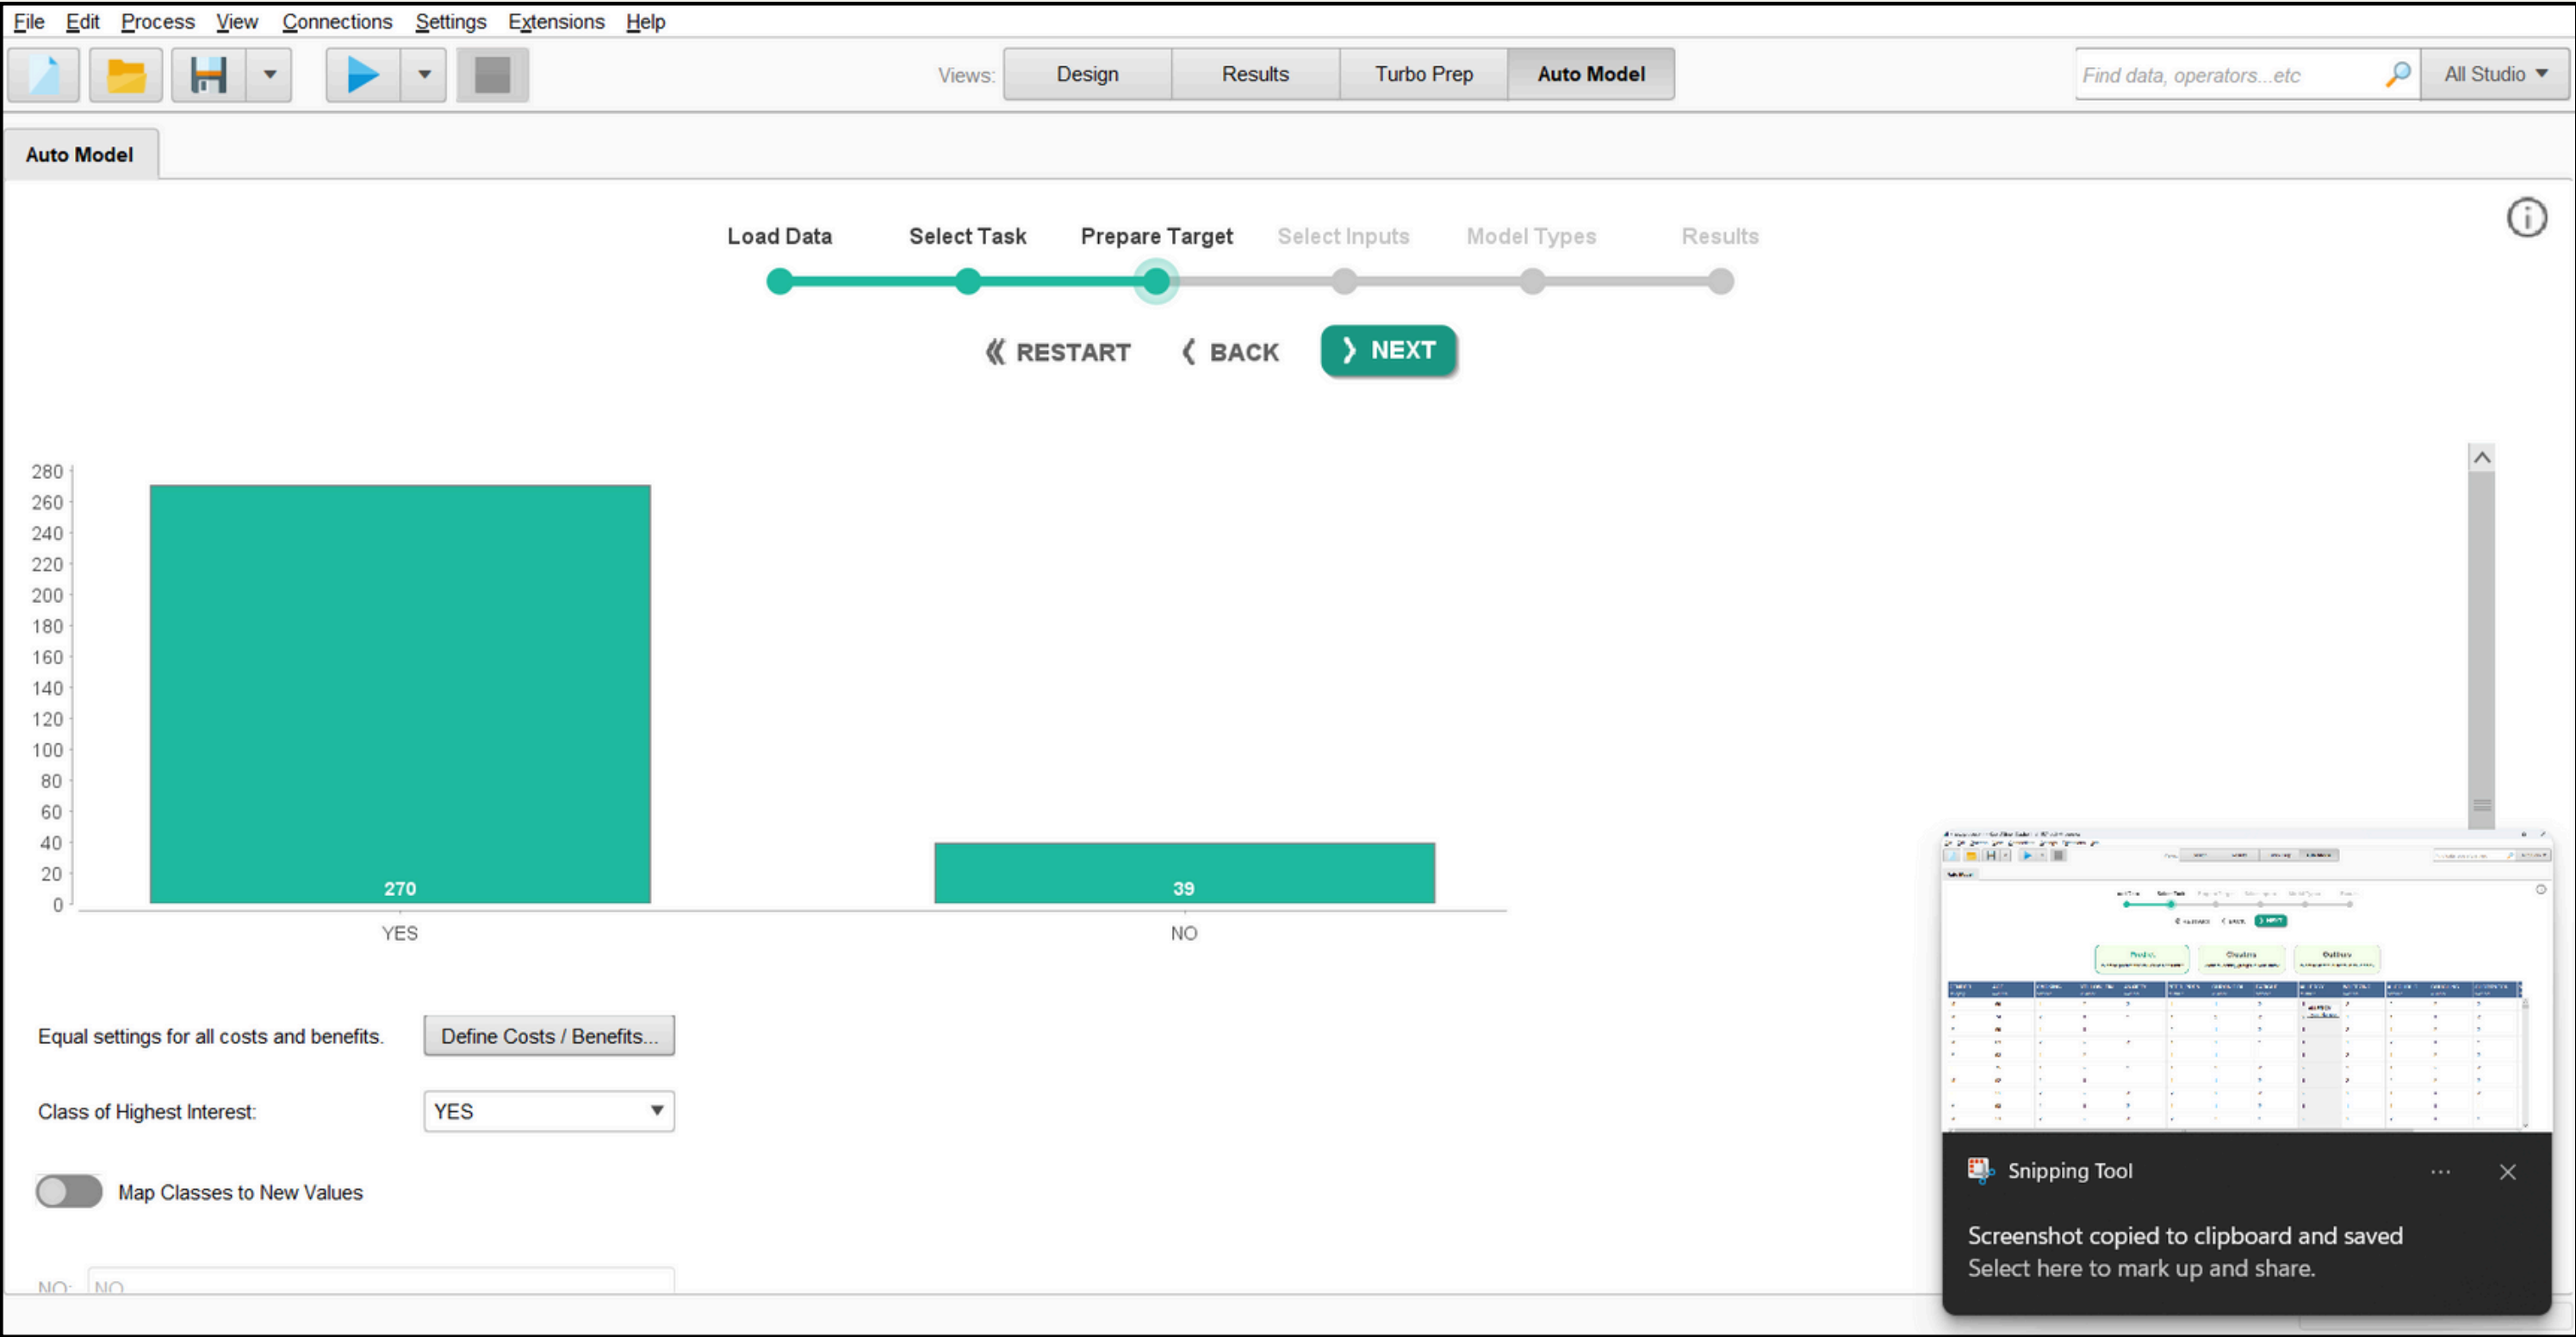 File Edit Process View Connections Settings Extensions Help
Views: Design Results Turbo Prep Auto Model
Find data, operators...etc All Studio
Auto Model
Load Data Select Task Prepare Target Select Inputs Model Types Results
RESTART BACK NEXT
280
260
240
220
200
180
160
140
120
100
80
60
40
20
0
270 39
YES NO
Equal settings for all costs and benefits. Define Costs / Benefits...
Class of Highest Interest: YES
Map Classes to New Values
NO: NO
Predict Clustering Outliers
NEXT
Snipping Tool
Screenshot copied to clipboard and saved
Select here to mark up and share.